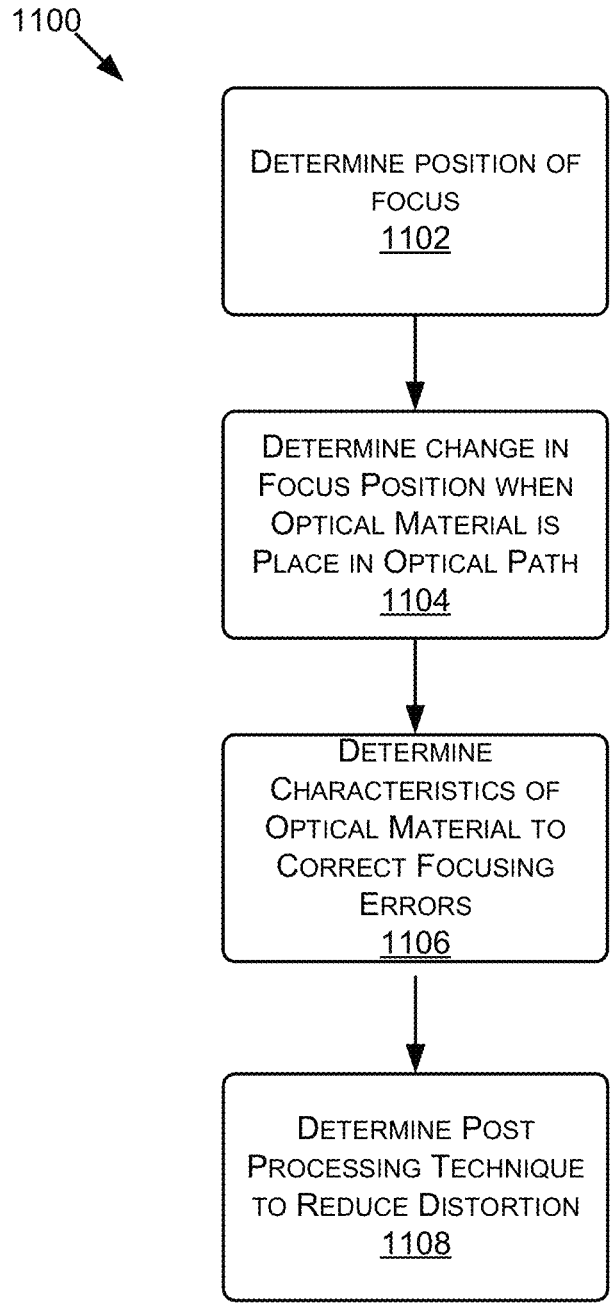 1100
DETERMINE POSITION OF
FOCUS
1102
DETERMINE CHANGE IN
FOCUS POSITION WHEN
OPTICAL MATERIAL IS
PLACE IN OPTICAL PATH
1104
DETERMINE
CHARACTERISTICS OF
OPTICAL MATERIAL TO
CORRECT FOCUSING
ERRORS
1106
DETERMINE POST
PROCESSING TECHNIQUE
TO REDUCE DISTORTION
1108